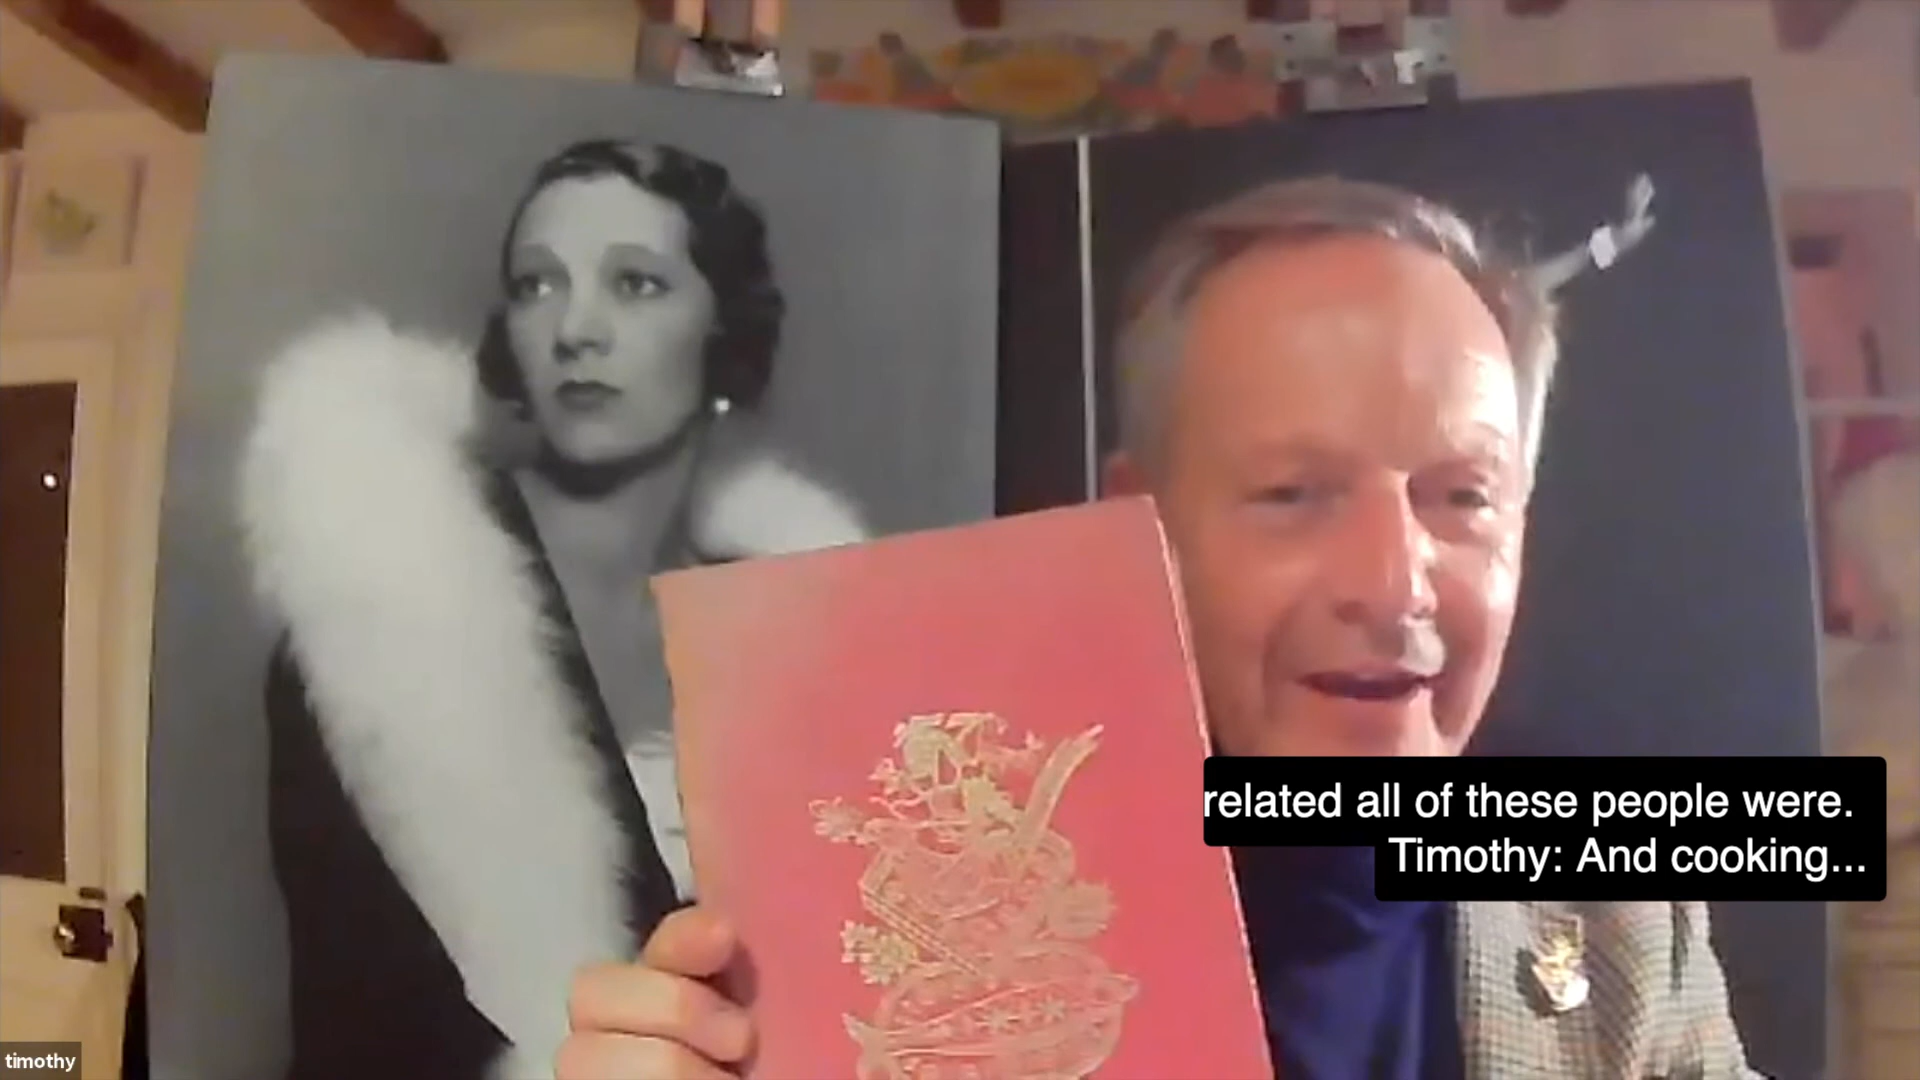 related all of these people were.
Timothy: And cooking...
timothy